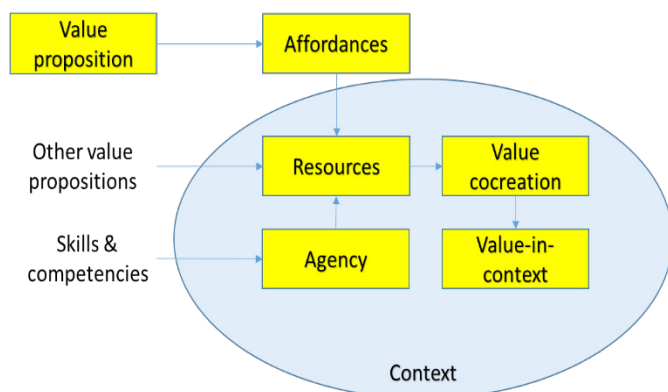 Value
proposition
Affordances
Other value
propositions
Resources
Value
cocreation
Skills &
competencies
Agency
Value-in-
context
Context